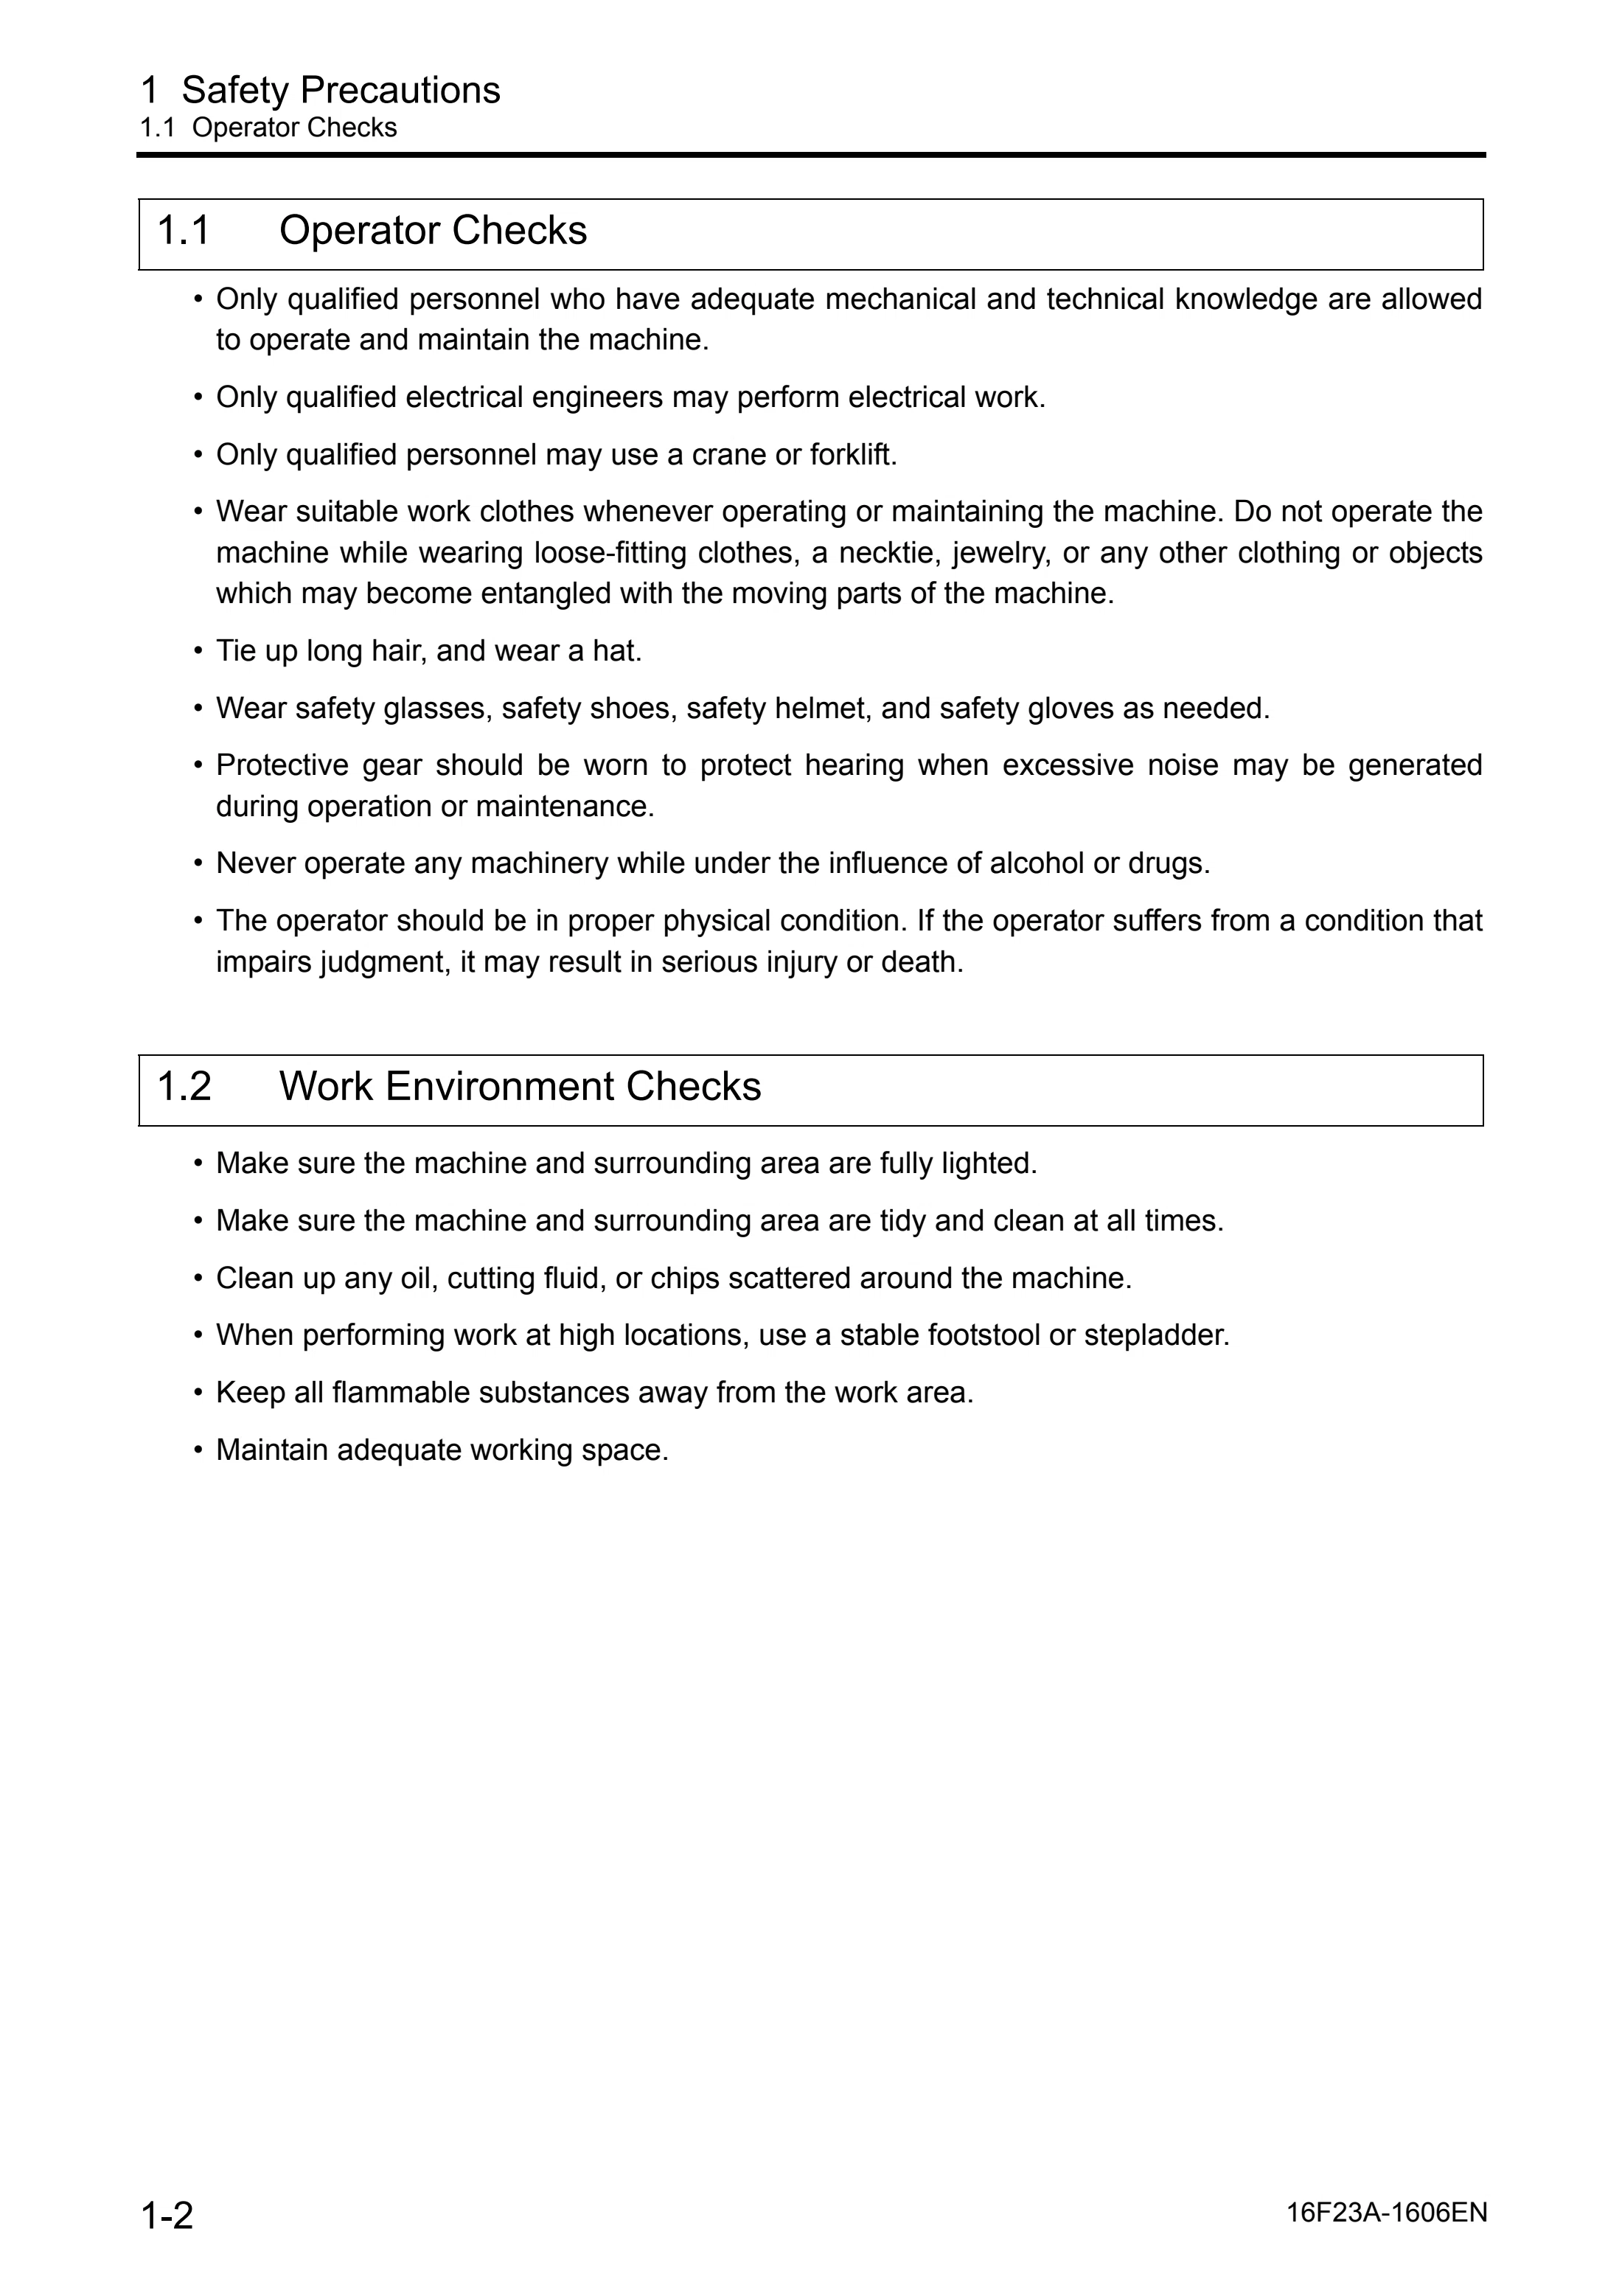 1 Safety Precautions
1.1 Operator Checks
1.1 Operator Checks
• Only qualified personnel who have adequate mechanical and technical knowledge are allowed
to operate and maintain the machine.
• Only qualified electrical engineers may perform electrical work.
• Only qualified personnel may use a crane or forklift.
• Wear suitable work clothes whenever operating or maintaining the machine. Do not operate the
machine while wearing loose-fitting clothes, a necktie, jewelry, or any other clothing or objects
which may become entangled with the moving parts of the machine.
• Tie up long hair, and wear a hat.
• Wear safety glasses, safety shoes, safety helmet, and safety gloves as needed.
• Protective gear should be worn to protect hearing when excessive noise may be generated
during operation or maintenance.
• Never operate any machinery while under the influence of alcohol or drugs.
• The operator should be in proper physical condition. If the operator suffers from a condition that
impairs judgment, it may result in serious injury or death.
1.2 Work Environment Checks
• Make sure the machine and surrounding area are fully lighted.
• Make sure the machine and surrounding area are tidy and clean at all times.
• Clean up any oil, cutting fluid, or chips scattered around the machine.
• When performing work at high locations, use a stable footstool or stepladder.
• Keep all flammable substances away from the work area.
• Maintain adequate working space.
1-2
16F23A-1606EN